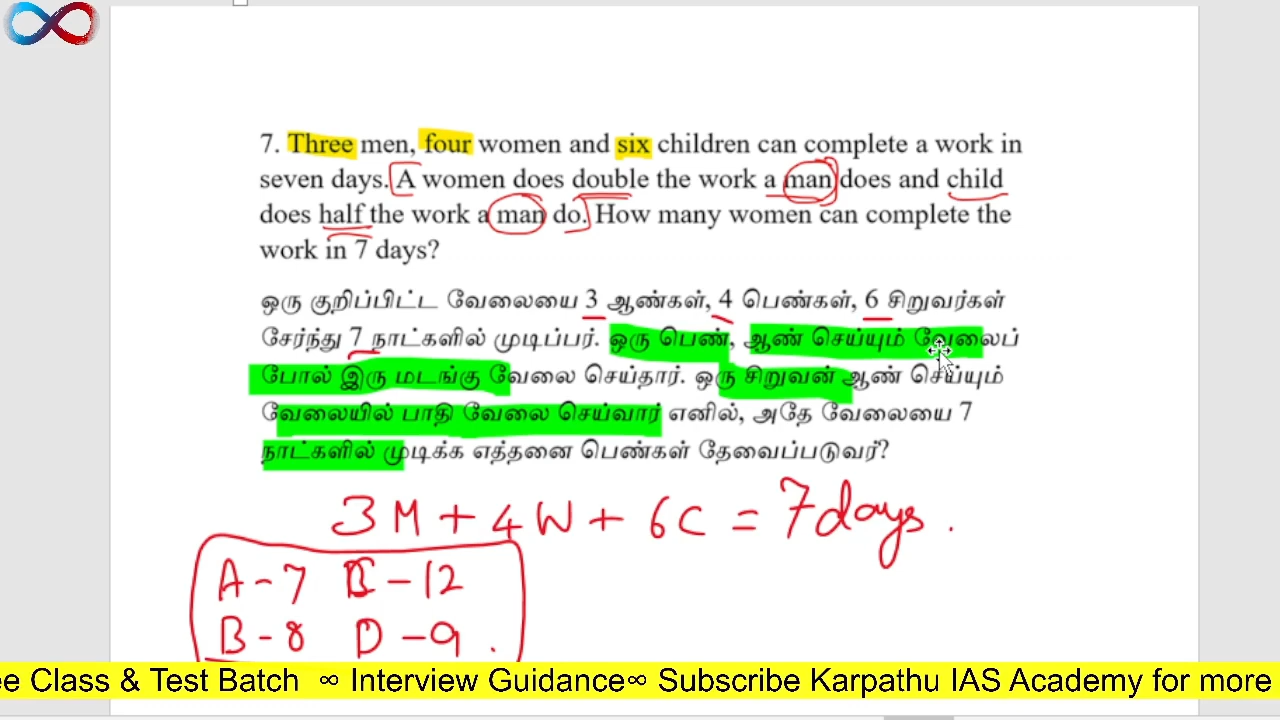 7. Three men, four women and six children can complete a work in
seven days. A women does double the work a man does and child
does half the work a man do. How many women can complete the
work in 7 days?
ஒரு குறிப்பிட்ட வேலையை 3 ஆண்கள், 4 பெண்கள், 6 சிறுவர்கள்
சேர்ந்து 7 நாட்களில் முடிப்பர். ஒரு பெண், ஆண் செய்யும் வேலைப்
போல் இரு மடங்கு வேலை செய்தார். ஒரு சிறுவன் ஆண் செய்யும்
வேலையில் பாதி வேலை செய்வார் எனில், அதே வேலையை 7
நாட்களில் முடிக்க எத்தனை பெண்கள் தேவைப்படுவர்?
3M + 4W + 6C = 7 days.
A - 7 C - 12
B - 8 D - 9.
ee Class & Test Batch ∞ Interview Guidance∞ Subscribe Karpathu IAS Academy for more